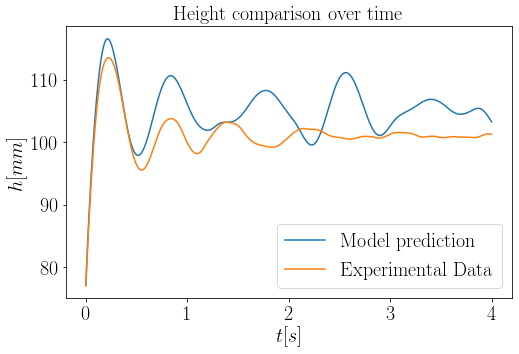 Height comparison over time
h[mm]
110
100
90
80
Model prediction
Experimental Data
0 1 2 3 4
t[s]